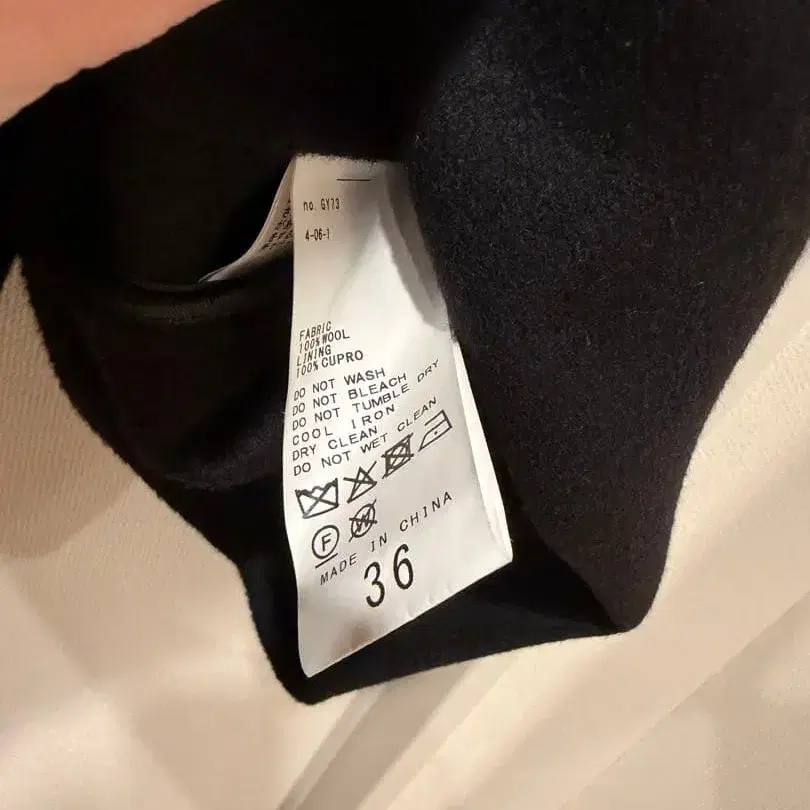 no. GY73
4-06-1
FABRIC
100%WOOL
LINING
100%CUPRO
DO NOT WASH
DO NOT BLEACH
DO NOT TUMBLE DRY
COOL IRON
DRY CLEAN
DO NOT WET CLEAN
F W
MADE IN CHINA
36